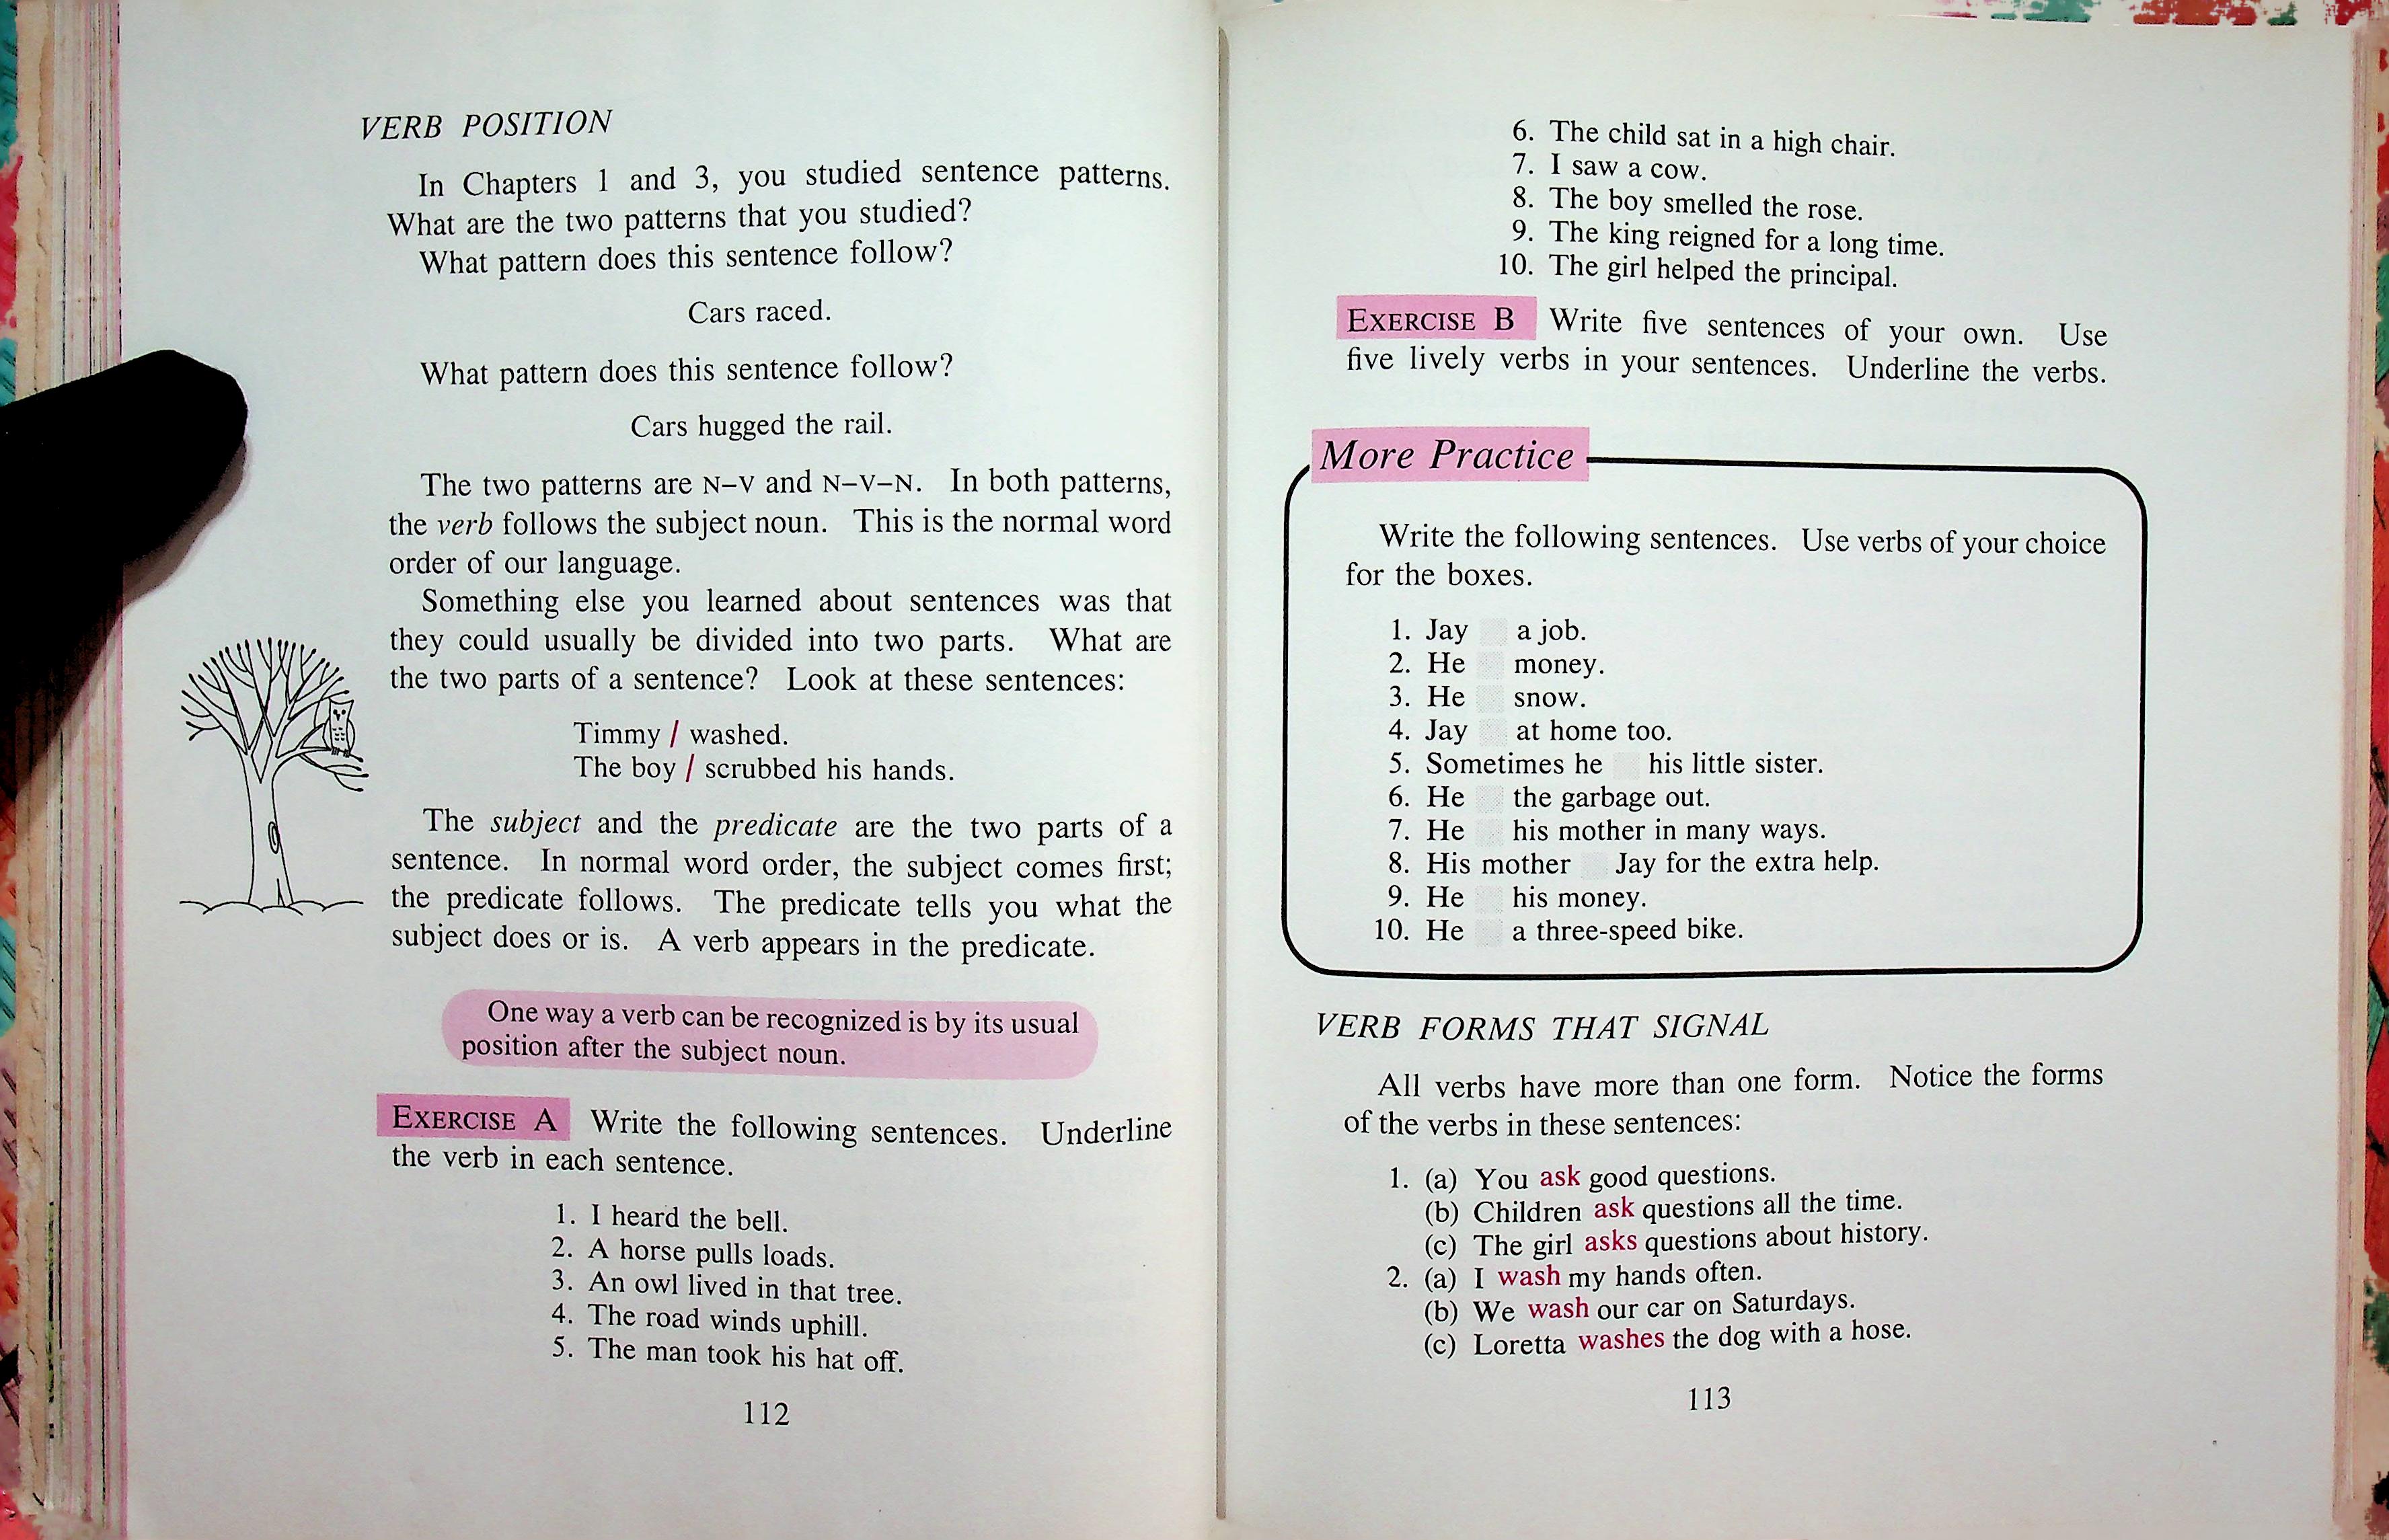 VERB POSITION
In Chapters 1 and 3, you studied sentence patterns.
What are the two patterns that you studied?
What pattern does this sentence follow?
Cars raced.
What pattern does this sentence follow?
Cars hugged the rail.
The two patterns are N–V and N–V–N. In both patterns,
the verb follows the subject noun. This is the normal word
order of our language.
Something else you learned about sentences was that
they could usually be divided into two parts. What are
the two parts of a sentence? Look at these sentences:
Timmy / washed.
The boy / scrubbed his hands.
The subject and the predicate are the two parts of a
sentence. In normal word order, the subject comes first;
the predicate follows. The predicate tells you what the
subject does or is. A verb appears in the predicate.
One way a verb can be recognized is by its usual
position after the subject noun.
EXERCISE A Write the following sentences. Underline
the verb in each sentence.
1. I heard the bell.
2. A horse pulls loads.
3. An owl lived in that tree.
4. The road winds uphill.
5. The man took his hat off.
112
6. The child sat in a high chair.
7. I saw a cow.
8. The boy smelled the rose.
9. The king reigned for a long time.
10. The girl helped the principal.
EXERCISE B Write five sentences of your own. Use
five lively verbs in your sentences. Underline the verbs.
More Practice
Write the following sentences. Use verbs of your choice
for the boxes.
1. Jay a job.
2. He money.
3. He snow.
4. Jay at home too.
5. Sometimes he his little sister.
6. He the garbage out.
7. He his mother in many ways.
8. His mother Jay for the extra help.
9. He his money.
10. He a three-speed bike.
VERB FORMS THAT SIGNAL
All verbs have more than one form. Notice the forms
of the verbs in these sentences:
1. (a) You ask good questions.
(b) Children ask questions all the time.
(c) The girl asks questions about history.
2. (a) I wash my hands often.
(b) We wash our car on Saturdays.
(c) Loretta washes the dog with a hose.
113